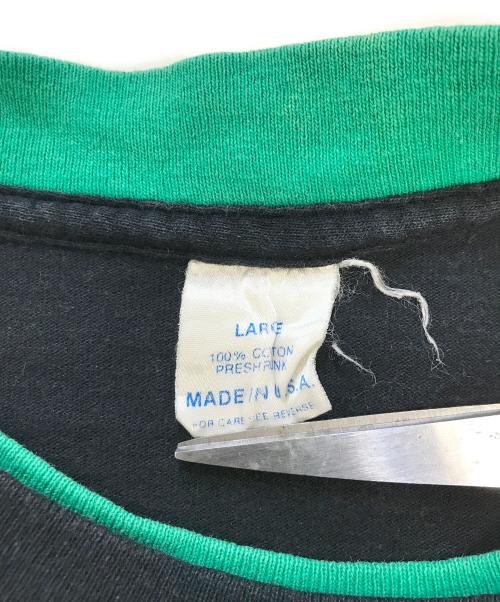 LARGE
100% COTTON
PRESHRUNK
MADE IN U.S.A.
FOR CARE SEE REVERSE